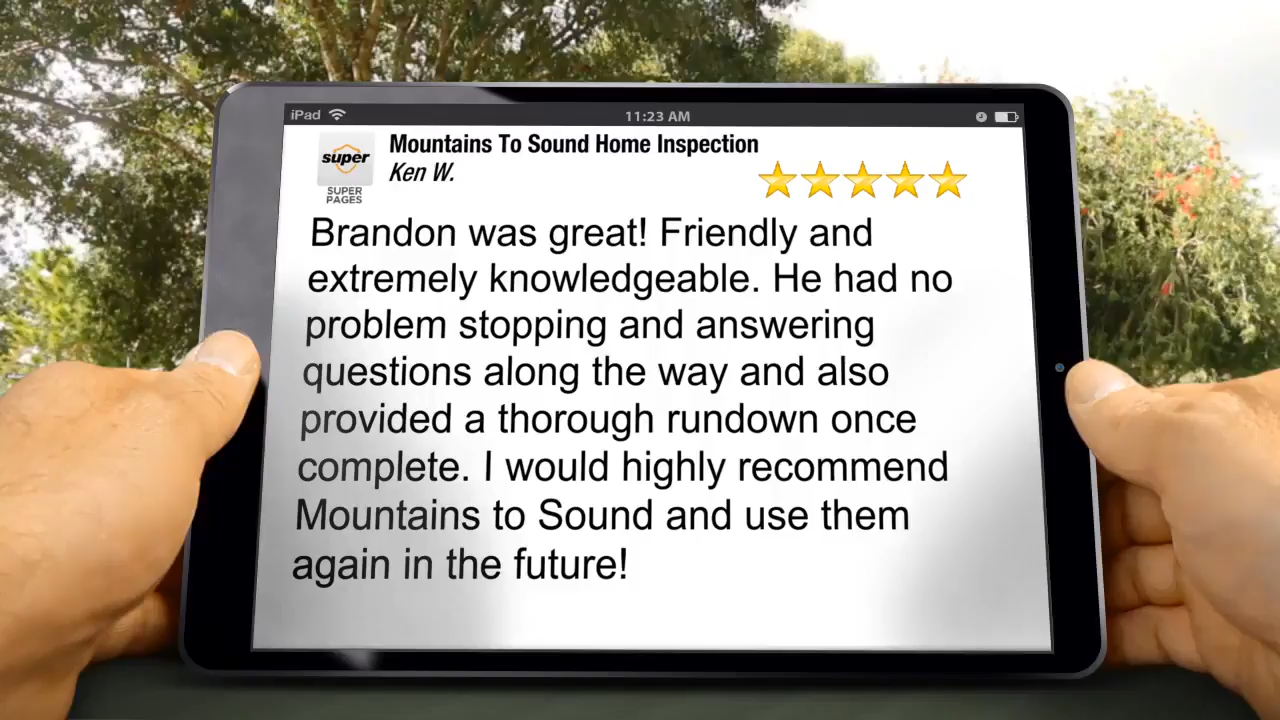 iPad 11:23 AM
super
SUPER
PAGES
Mountains To Sound Home Inspection
Ken W.
Brandon was great! Friendly and
extremely knowledgeable. He had no
problem stopping and answering
questions along the way and also
provided a thorough rundown once
complete. I would highly recommend
Mountains to Sound and use them
again in the future!